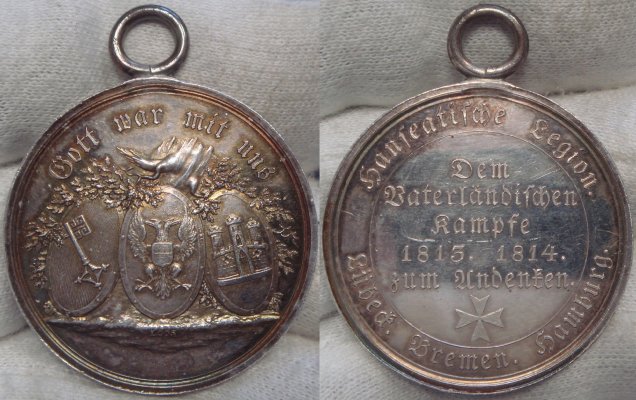 Gott war mit uns
Hanseatische Legion.
Dem
Vaterländischen
Kampfe
1813. 1814.
zum Andenken.
Lübeck. Bremen. Hamburg.